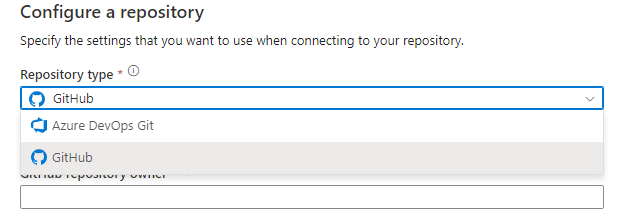 Configure a repository
Specify the settings that you want to use when connecting to your repository.
Repository type *
GitHub
Azure DevOps Git
GitHub
GitHub repository owner